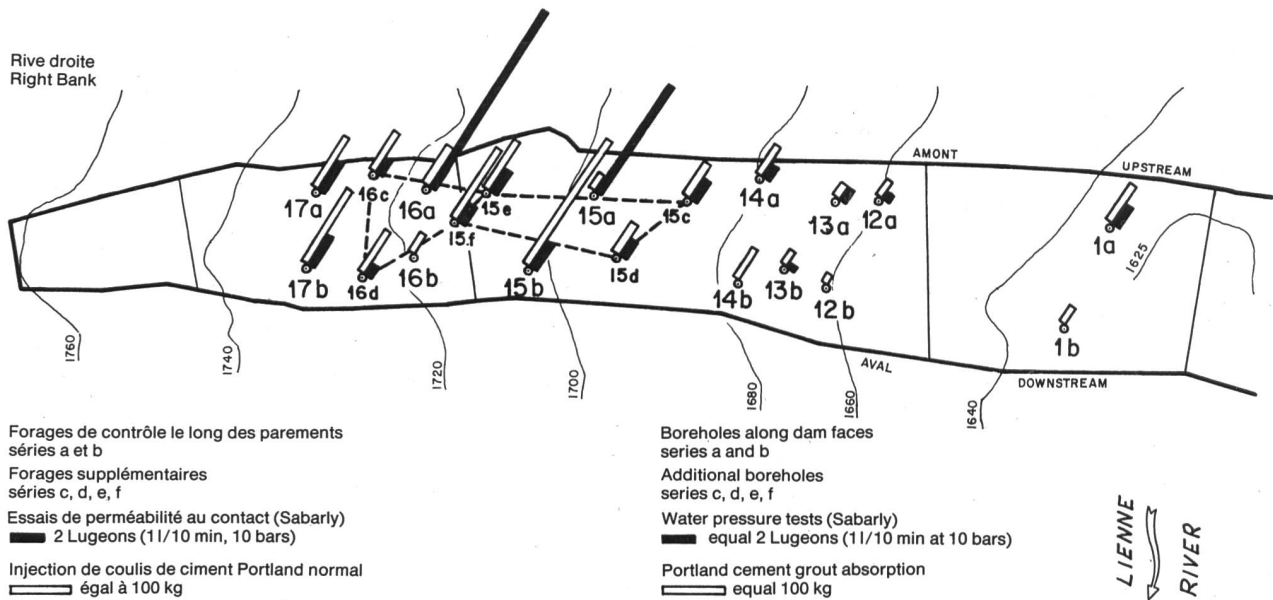 Rive droite
Right Bank
AMONT
UPSTREAM
17a
16c
16a
15e
15a
15c
14a
13a
12a
1a
1625
17b
16d
16b
15.f
15b
15d
14b
13b
12b
1b
1760
1740
1720
1700
1680
1660
1640
AVAL
DOWNSTREAM
Forages de contrôle le long des parements
séries a et b
Forages supplémentaires
séries c, d, e, f
Essais de perméabilité au contact (Sabarly)
2 Lugeons (1 l/10 min, 10 bars)
Injection de coulis de ciment Portland normal
égal à 100 kg
Boreholes along dam faces
series a and b
Additional boreholes
series c, d, e, f
Water pressure tests (Sabarly)
equal 2 Lugeons (1 l/10 min at 10 bars)
Portland cement grout absorption
equal 100 kg
LIENNE
RIVER